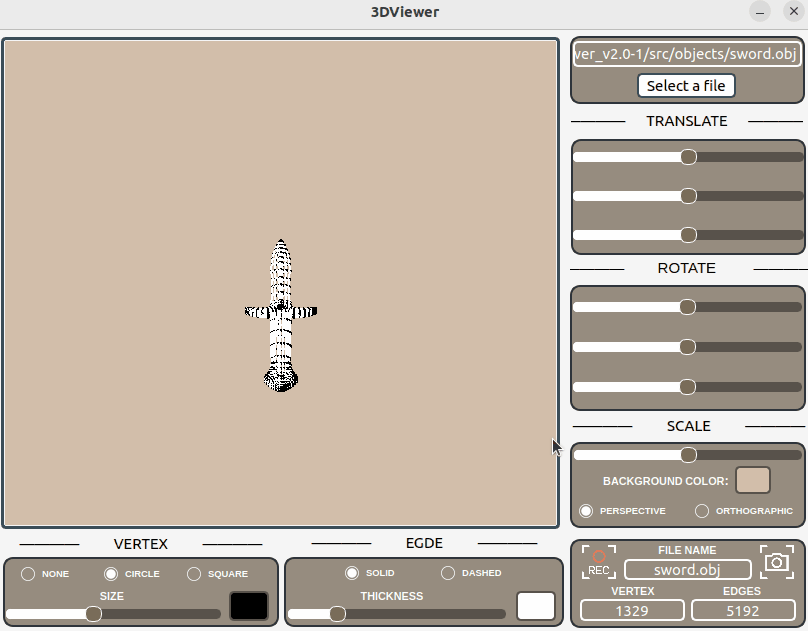 3DViewer
ver_v2.0-1/src/objects/sword.obj
Select a file
TRANSLATE
ROTATE
SCALE
BACKGROUND COLOR:
PERSPECTIVE ORTHOGRAPHIC
VERTEX
NONE CIRCLE SQUARE
SIZE
EGDE
SOLID DASHED
THICKNESS
REC
FILE NAME
sword.obj
VERTEX EDGES
1329 5192